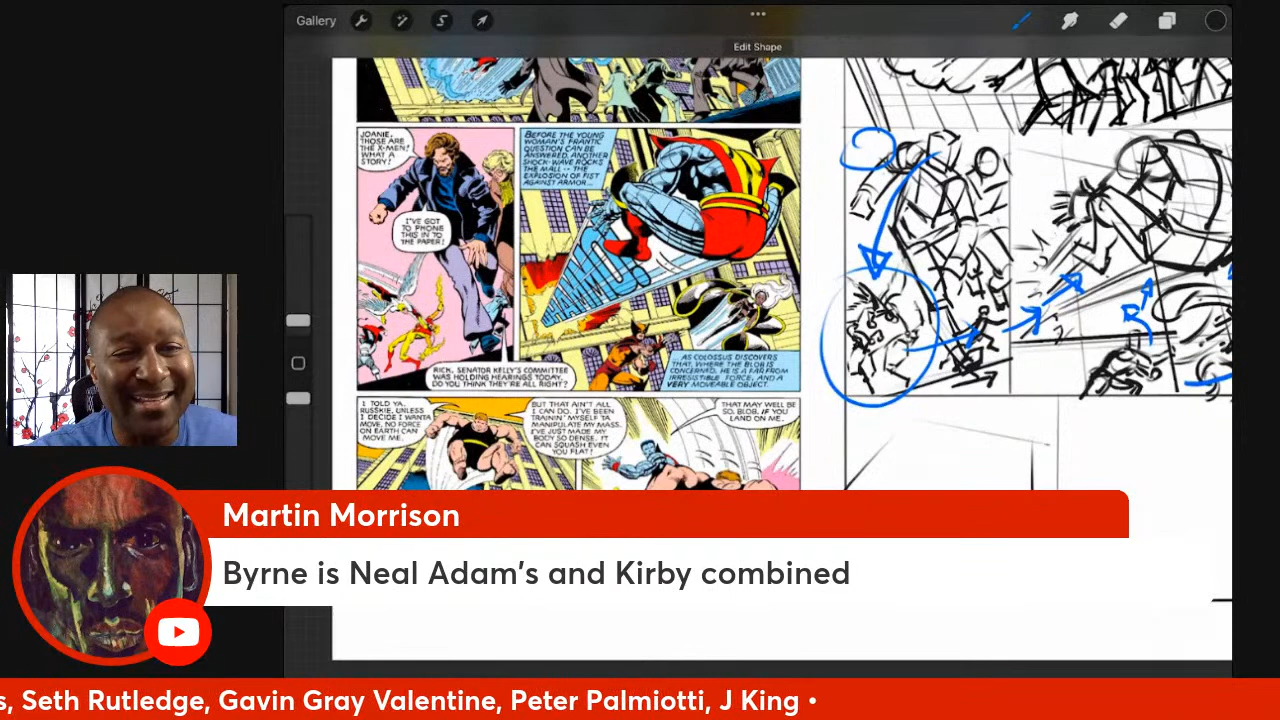 Gallery
Edit Shape
JOANIE,
THOSE ARE
THE X-MEN!
WHAT A
STORY!
I'VE GOT
TO PHONE
THIS IN TO
THE PAPER!
RICK, SENATOR KELLY'S COMMITTEE
WAS HOLDING HEARINGS TODAY.
DO YOU THINK THEY'RE ALL RIGHT?
BEFORE THE YOUNG
WOMAN'S FRANTIC
QUESTION CAN BE
ANSWERED, ANOTHER
SHOCK-WAVE ROCKS
THE MALL -- THE
EXPLOSION OF FIST
AGAINST ARMOR...
...AS COLOSSUS DISCOVERS
THAT, WHERE THE BLOB IS
CONCERNED, HE IS A FAR FROM
IRRESISTIBLE FORCE, AND A
VERY MOVEABLE OBJECT.
I TOLD YA,
RUSSKIE, UNLESS
I DECIDE I WANTA
MOVE, NO FORCE
ON EARTH CAN
MOVE ME.
BUT THAT AIN'T ALL
I CAN DO. I'VE BEEN
TRAININ' MYSELF TA
MANIPULATE MY MASS.
I'VE JUST MADE MY
BODY SO DENSE, IT
CAN SQUASH EVEN
YOU FLAT!
THAT MAY WELL BE
SO, BLOB, IF YOU
LAND ON ME.
Martin Morrison
Byrne is Neal Adam's and Kirby combined
s, Seth Rutledge, Gavin Gray Valentine, Peter Palmiotti, J King •